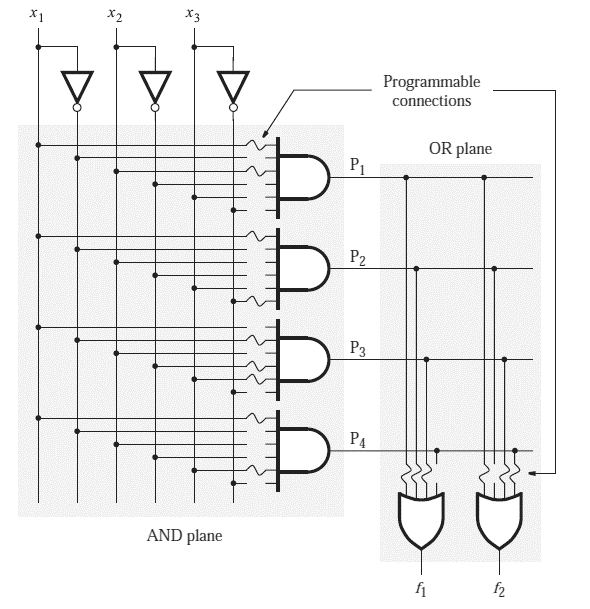 x1 x2 x3
Programmable
connections
OR plane
P1
P2
P3
P4
AND plane
f1 f2